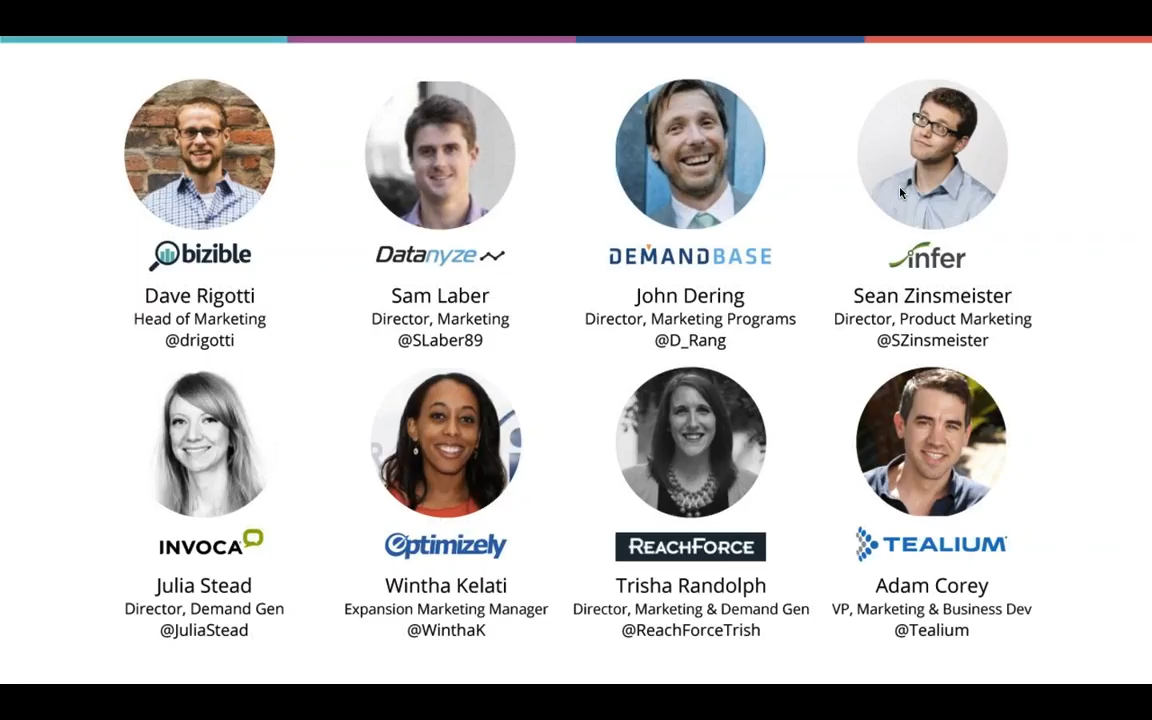 bizible
Datanyze
DEMANDBASE
infer
Dave Rigotti
Sam Laber
John Dering
Sean Zinsmeister
Head of Marketing
Director, Marketing
Director, Marketing Programs
Director, Product Marketing
@drigotti
@SLaber89
@D_Rang
@SZinsmeister
INVOCA
Optimizely
REACHFORCE
TEALIUM
Julia Stead
Wintha Kelati
Trisha Randolph
Adam Corey
Director, Demand Gen
Expansion Marketing Manager
Director, Marketing & Demand Gen
VP, Marketing & Business Dev
@JuliaStead
@WinthaK
@ReachForceTrish
@Tealium